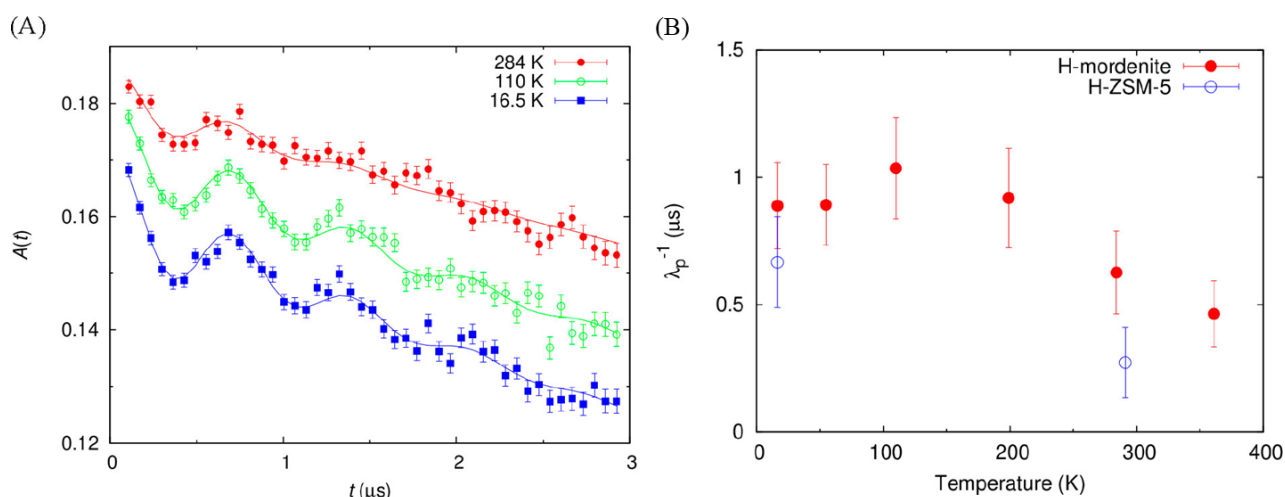 (A)
0.18
0.16
0.14
0.12
A(t)
0
1
2
3
t (μs)
284 K
110 K
16.5 K
(B)
1.5
1
0.5
0
λp⁻¹ (μs)
0
100
200
300
400
Temperature (K)
H-mordenite
H-ZSM-5